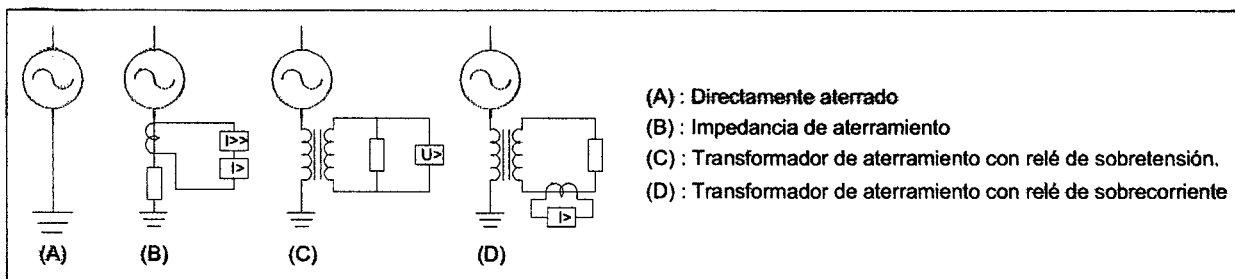 I>>
I>
U>
I>
(A) (B) (C) (D)
(A) : Directamente aterrado
(B) : Impedancia de aterramiento
(C) : Transformador de aterramiento con relé de sobretensión.
(D) : Transformador de aterramiento con relé de sobrecorriente